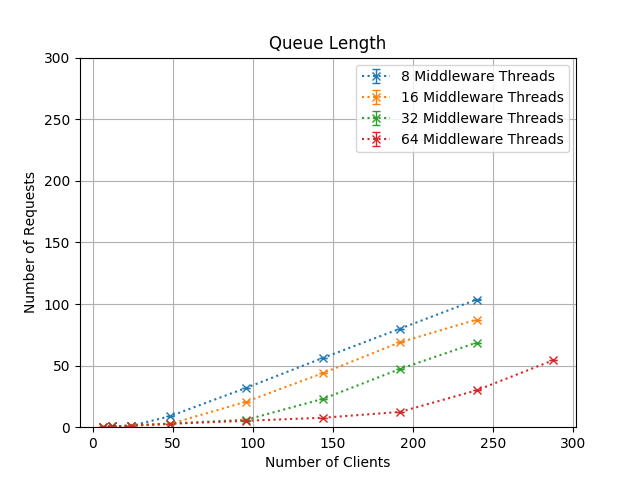 Queue Length
300
250
200
150
100
50
0
Number of Requests
8 Middleware Threads
16 Middleware Threads
32 Middleware Threads
64 Middleware Threads
0 50 100 150 200 250 300
Number of Clients